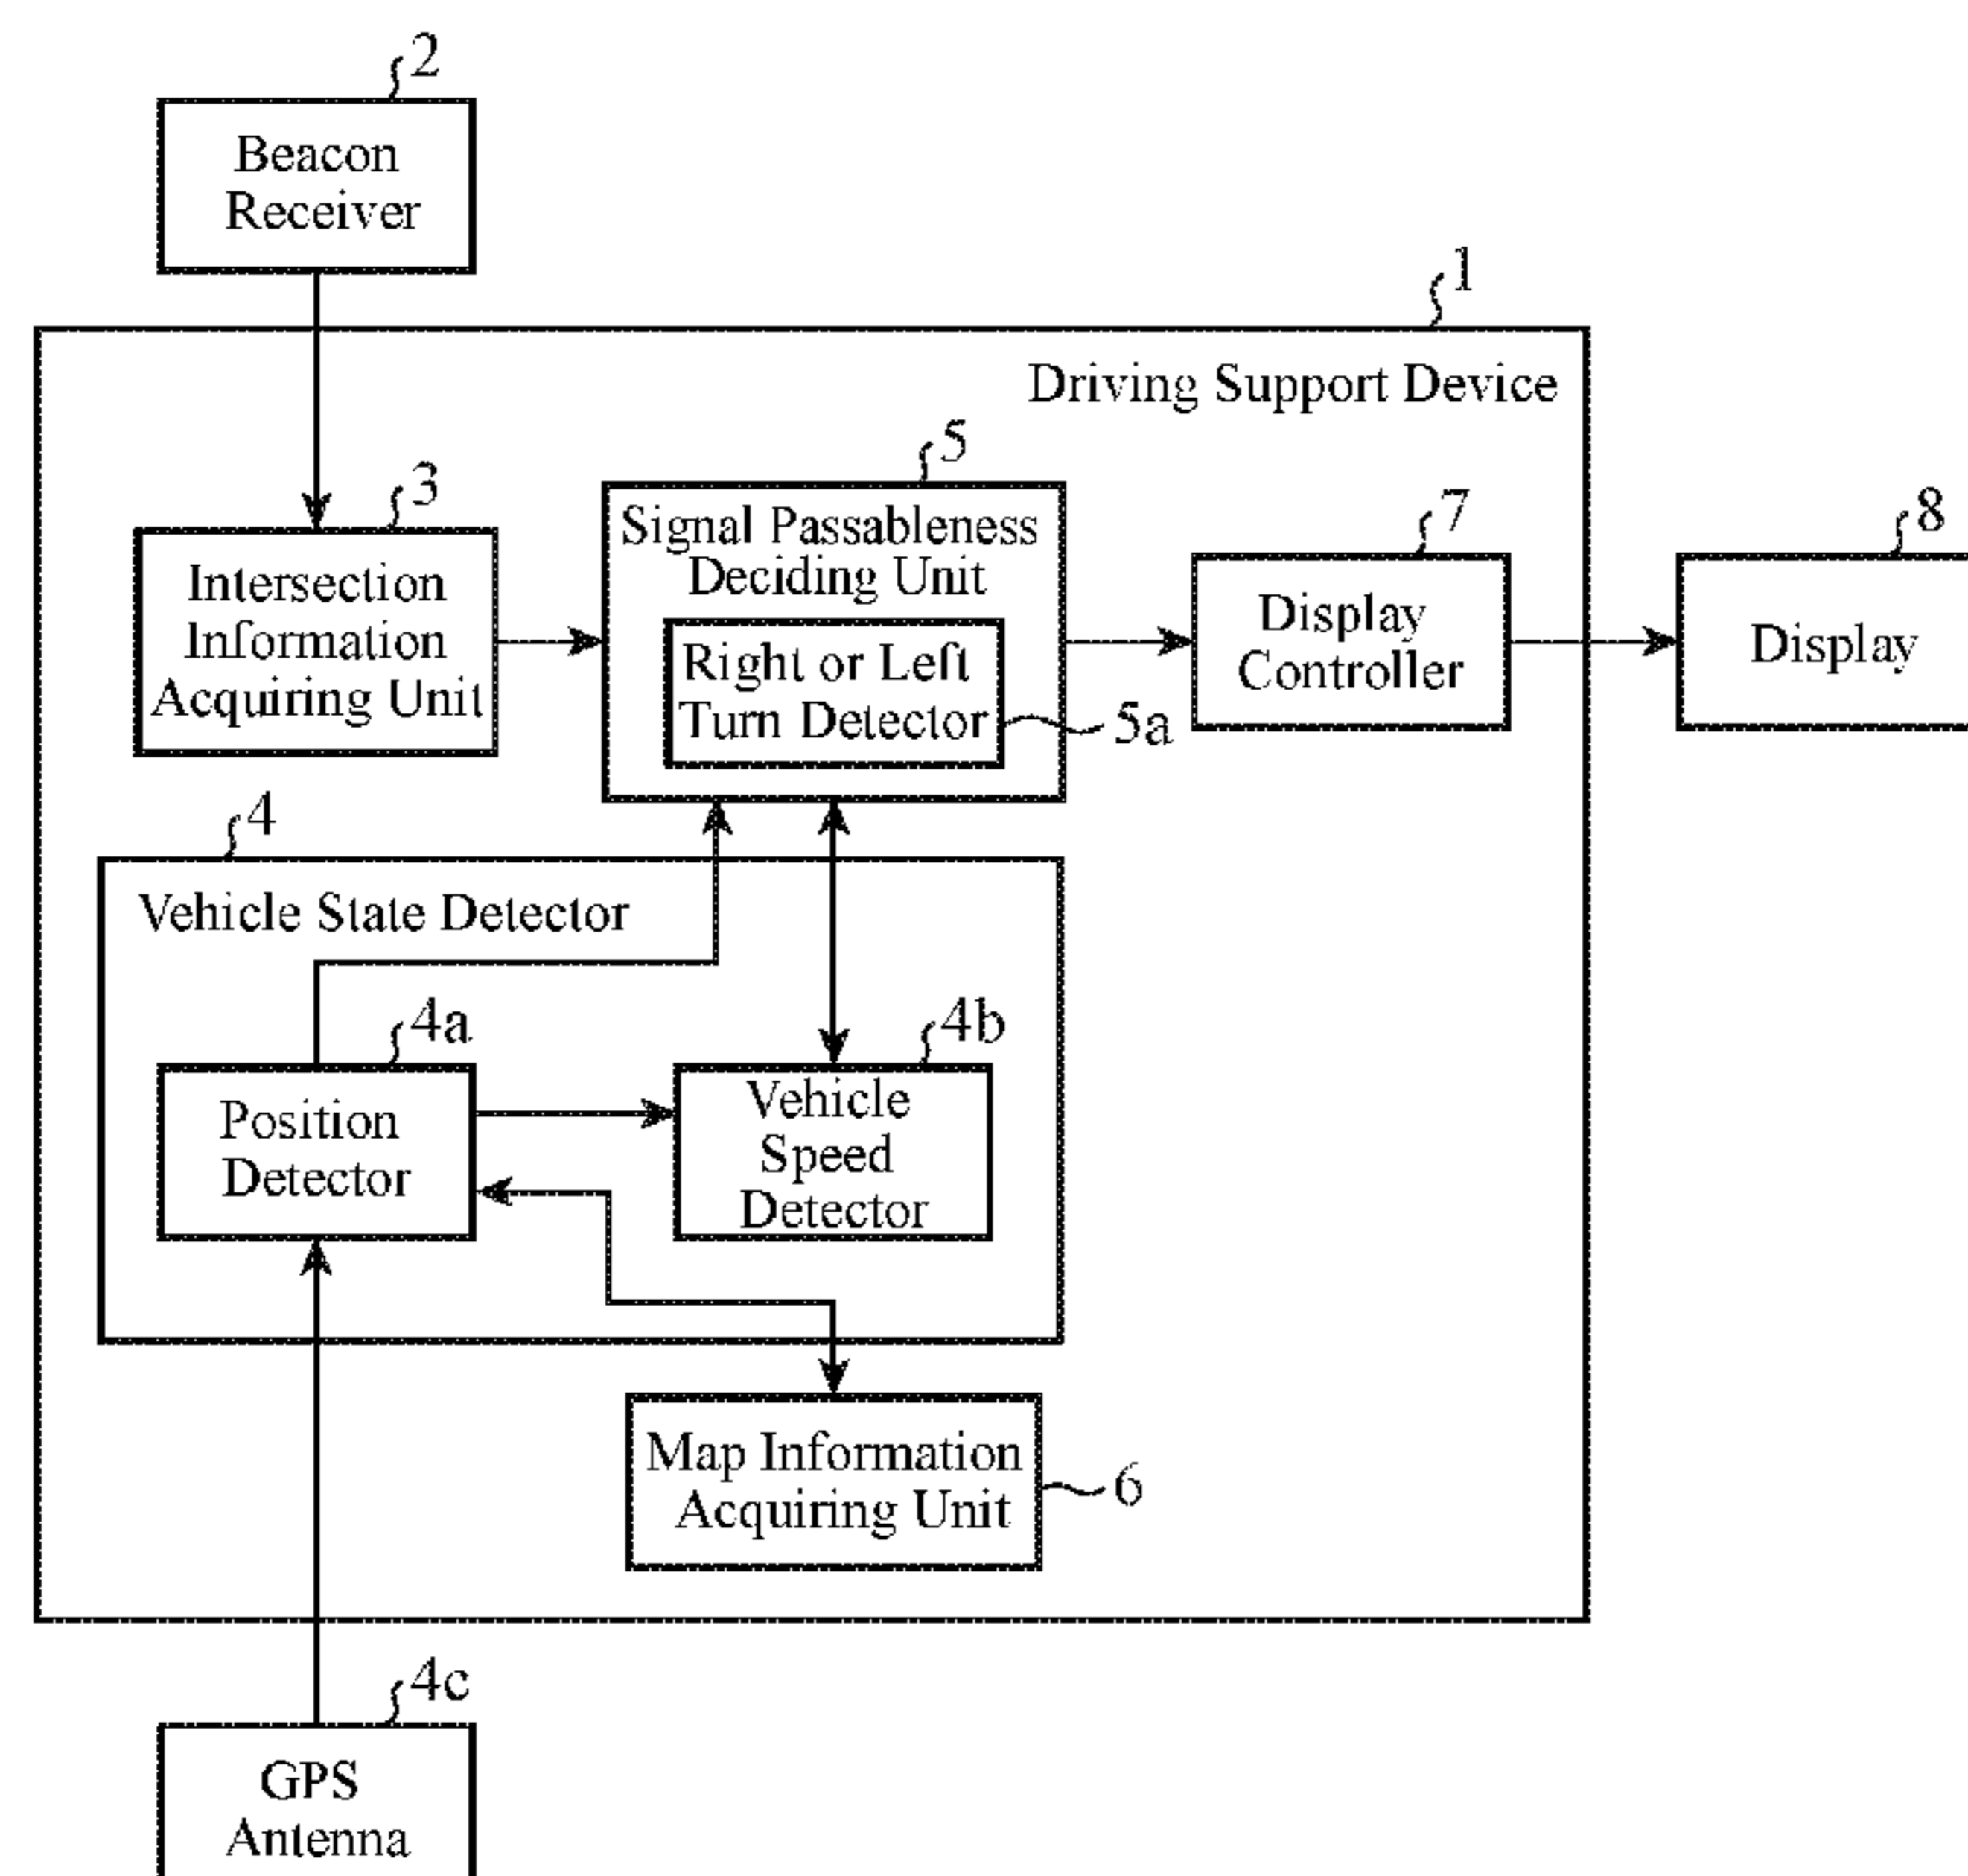 2
Beacon
Receiver
1
Driving Support Device
3
Intersection
Information
Acquiring Unit
5
Signal Passableness
Deciding Unit
Right or Left
Turn Detector
5a
7
Display
Controller
8
Display
4
Vehicle State Detector
4a
Position
Detector
4b
Vehicle
Speed
Detector
Map Information
Acquiring Unit
6
4c
GPS
Antenna